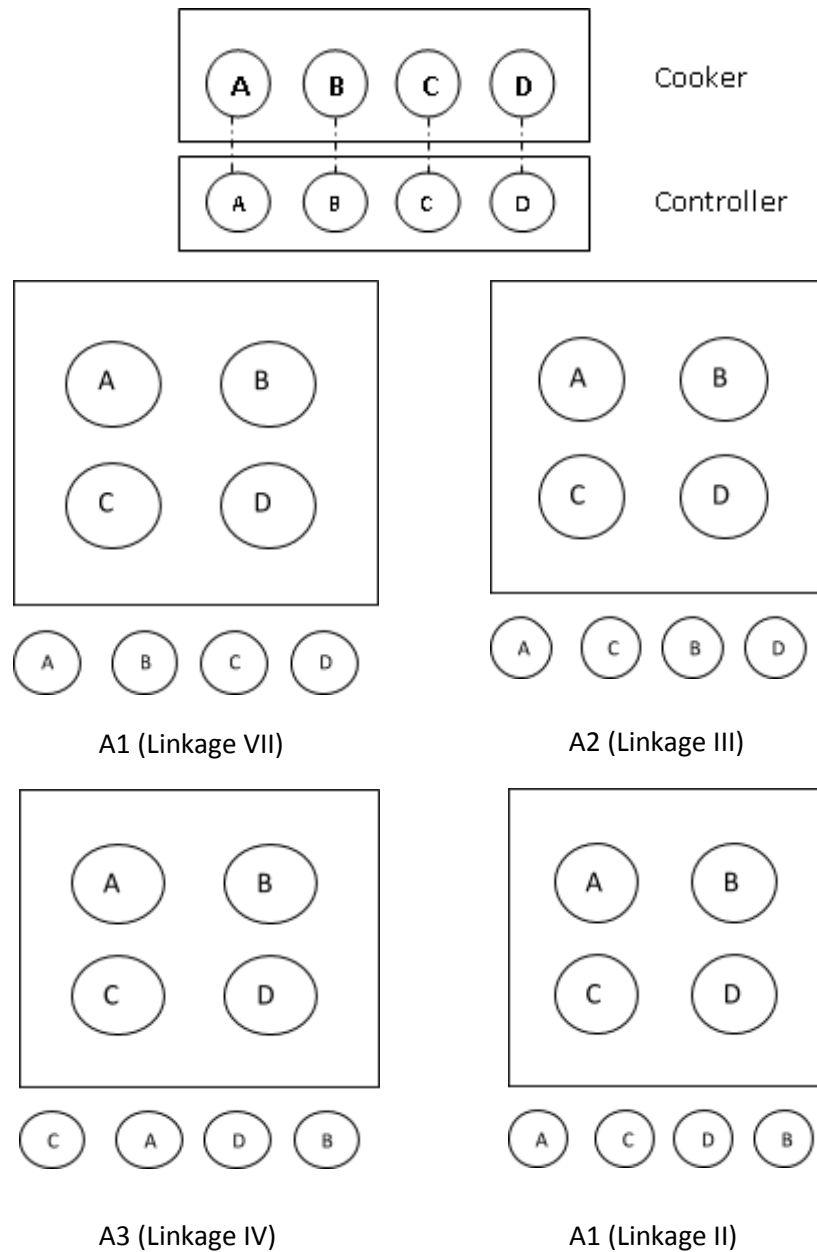 A B C D Cooker
A B C D Controller
A B
C D
A B C D
A1 (Linkage VII)
A B
C D
A C B D
A2 (Linkage III)
A B
C D
C A D B
A3 (Linkage IV)
A B
C D
A C D B
A1 (Linkage II)